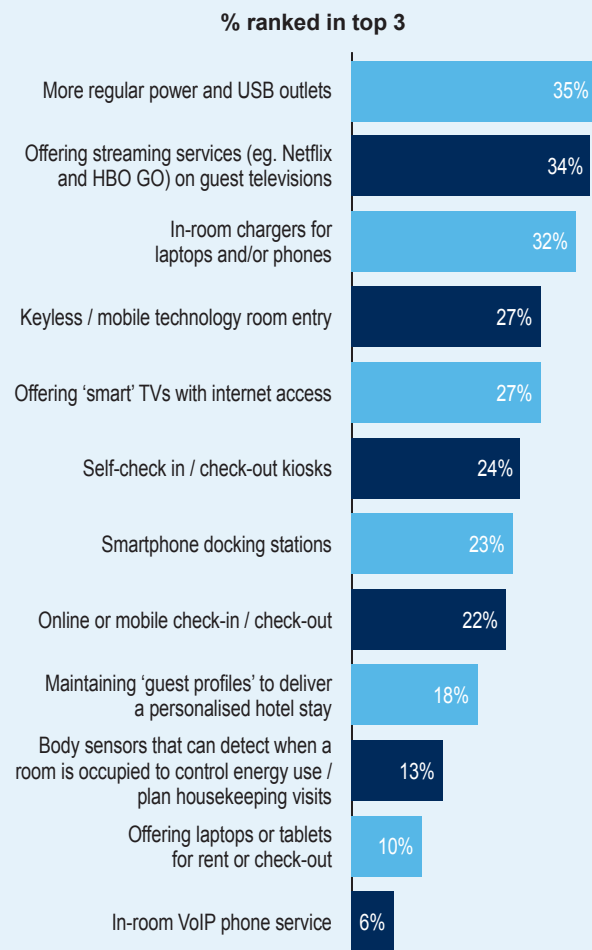 % ranked in top 3
More regular power and USB outlets
35%
Offering streaming services (eg. Netflix
and HBO GO) on guest televisions
34%
In-room chargers for
laptops and/or phones
32%
Keyless / mobile technology room entry
27%
Offering ‘smart’ TVs with internet access
27%
Self-check in / check-out kiosks
24%
Smartphone docking stations
23%
Online or mobile check-in / check-out
22%
Maintaining ‘guest profiles’ to deliver
a personalised hotel stay
18%
Body sensors that can detect when a
room is occupied to control energy use /
plan housekeeping visits
13%
Offering laptops or tablets
for rent or check-out
10%
In-room VoIP phone service
6%